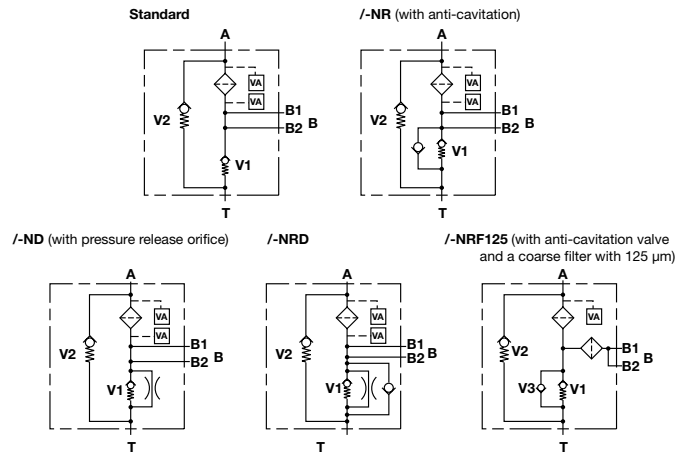 Standard
/-NR (with anti-cavitation)
A
A
VA
VA
VA
VA
V2
B1
B2 B
V1
T
V2
B1
B2 B
V1
T
/-ND (with pressure release orifice)
/-NRD
/-NRF125 (with anti-cavitation valve
and a coarse filter with 125 µm)
A
A
A
VA
VA
VA
VA
VA
V2
B1
B2 B
V1
T
V2
B1
B2 B
V1
T
V2
B1
B
B2
V3
V1
T